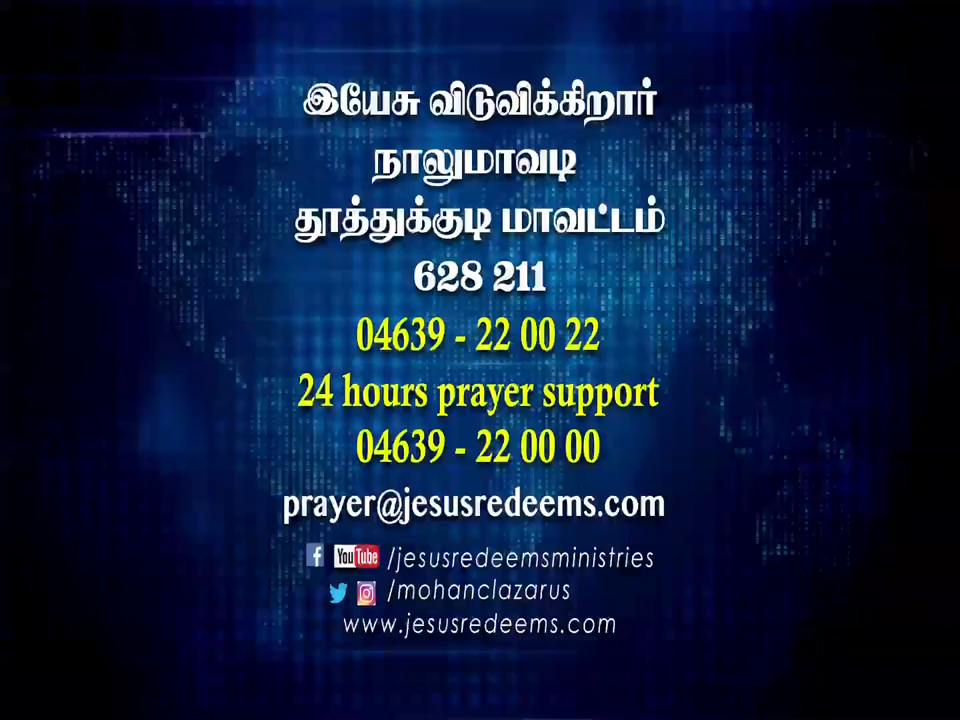 இயேசு விடுவிக்கிறார்
நாலுமாவடி
தூத்துக்குடி மாவட்டம்
628 211
04639 - 22 00 22
24 hours prayer support
04639 - 22 00 00
prayer@jesusredeems.com
f YouTube /jesusredeemsministries
/mohanclazarus
www.jesusredeems.com